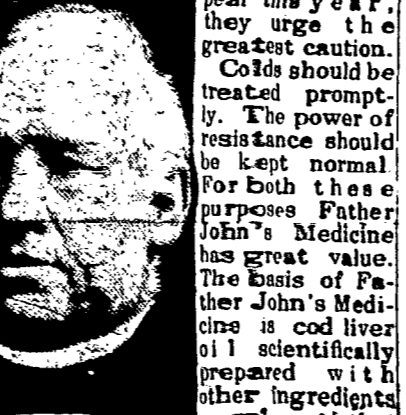 this year,
they urge the
greatest caution.
Colds should be
treated prompt-
ly. The power of
resistance should
be kept normal
For both these
purposes Father
John's Medicine
has great value.
The basis of Fa-
ther John's Medi-
cine is cod liver
oil scientifically
prepared with
other ingredients